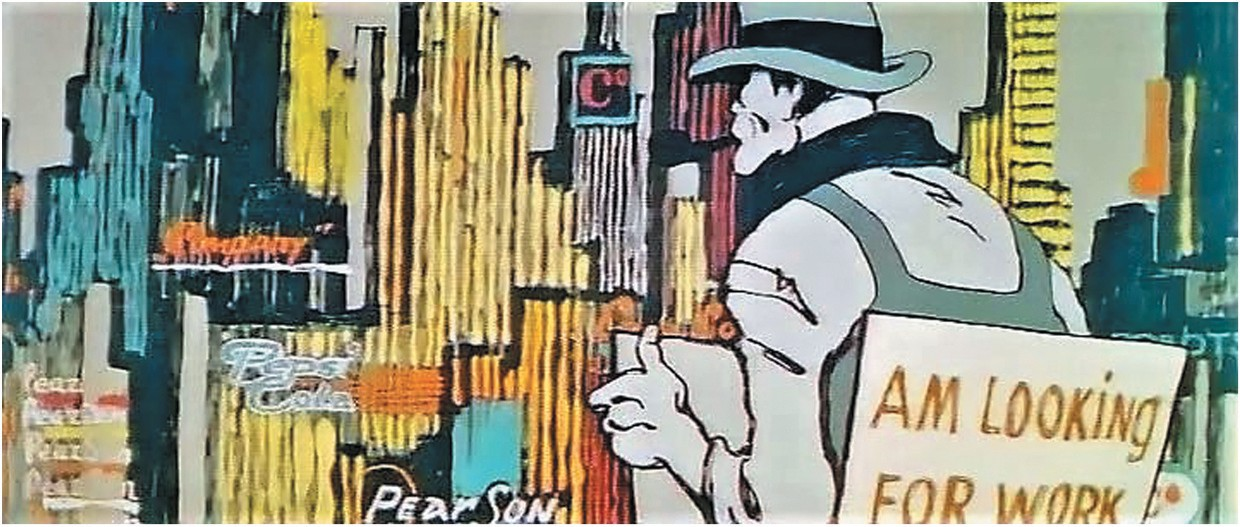 C°
Company
Pepsi
Cola
AM LOOKiNg
FOR WORK
PearSON